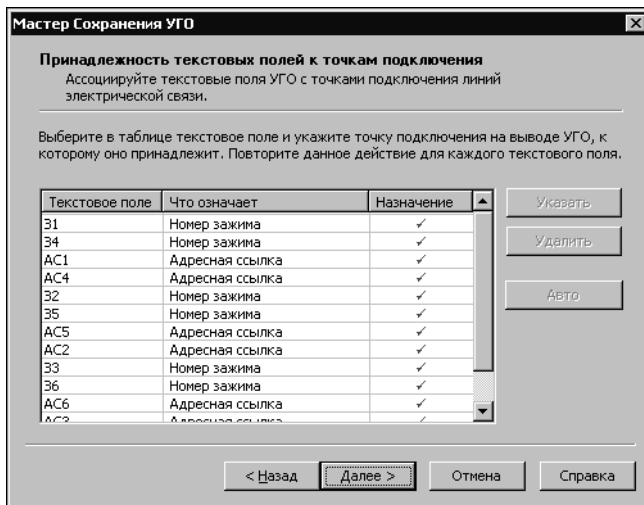 Мастер Сохранения УГО
Принадлежность текстовых полей к точкам подключения
Ассоциируйте текстовые поля УГО с точками подключения линий
электрической связи.
Выберите в таблице текстовое поле и укажите точку подключения на выводе УГО, к
которому оно принадлежит. Повторите данное действие для каждого текстового поля.
Текстовое поле Что означает Назначение
З1 Номер зажима ✓
З4 Номер зажима ✓
АС1 Адресная ссылка ✓
АС4 Адресная ссылка ✓
З2 Номер зажима ✓
З5 Номер зажима ✓
АС5 Адресная ссылка ✓
АС2 Адресная ссылка ✓
З3 Номер зажима ✓
З6 Номер зажима ✓
АС6 Адресная ссылка ✓
АС3 Адресная ссылка ✓
Указать
Удалить
Авто
< Назад Далее > Отмена Справка